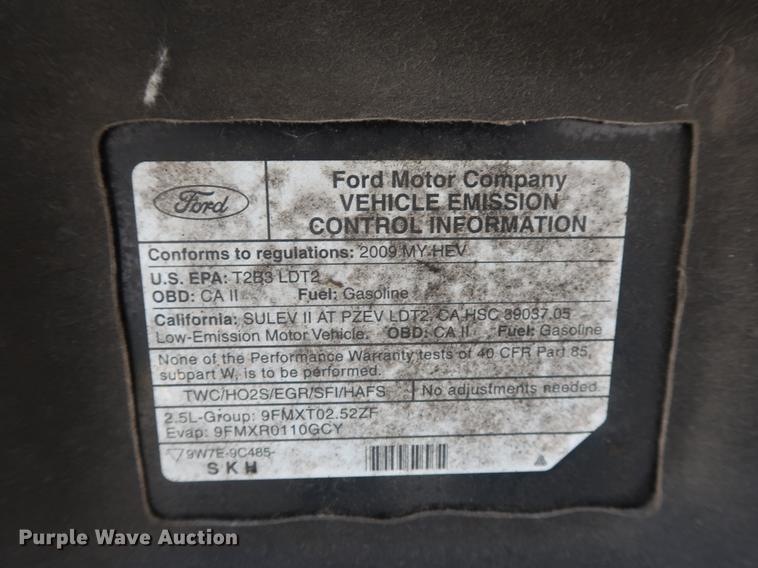 Ford
Ford Motor Company
VEHICLE EMISSION
CONTROL INFORMATION
Conforms to regulations: 2009 MY HEV
U.S. EPA: T2B3 LDT2
OBD: CA II Fuel: Gasoline
California: SULEV II AT PZEV LDT2, CA HSC 39037.05
Low-Emission Motor Vehicle. OBD: CA II Fuel: Gasoline
None of the Performance Warranty tests of 40 CFR Part 85,
subpart W, is to be performed.
TWC/HO2S/EGR/SFI/HAFS No adjustments needed.
2.5L-Group: 9FMXT02.52ZF
Evap: 9FMXR0110GCY
9W7E-9C485-
SKH
Purple Wave Auction